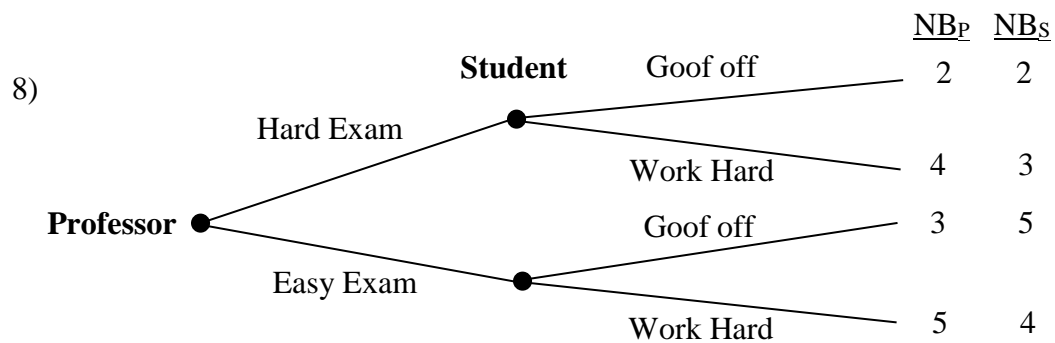 NBP NBS
8) Student Goof off 2 2
Hard Exam
Work Hard 4 3
Professor Goof off 3 5
Easy Exam
Work Hard 5 4